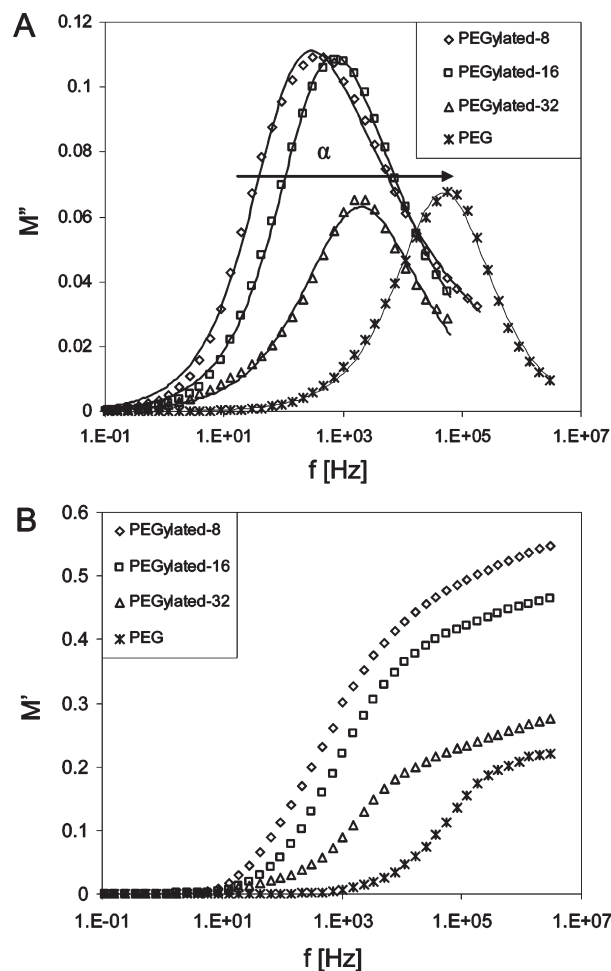 A
0.12
0.1
0.08
0.06
0.04
0.02
0
M"
PEGylated-8
PEGylated-16
PEGylated-32
PEG
α
1.E-01
1.E+01
1.E+03
1.E+05
1.E+07
f [Hz]
B
0.6
0.5
0.4
0.3
0.2
0.1
0
M'
PEGylated-8
PEGylated-16
PEGylated-32
PEG
1.E-01
1.E+01
1.E+03
1.E+05
1.E+07
f [Hz]